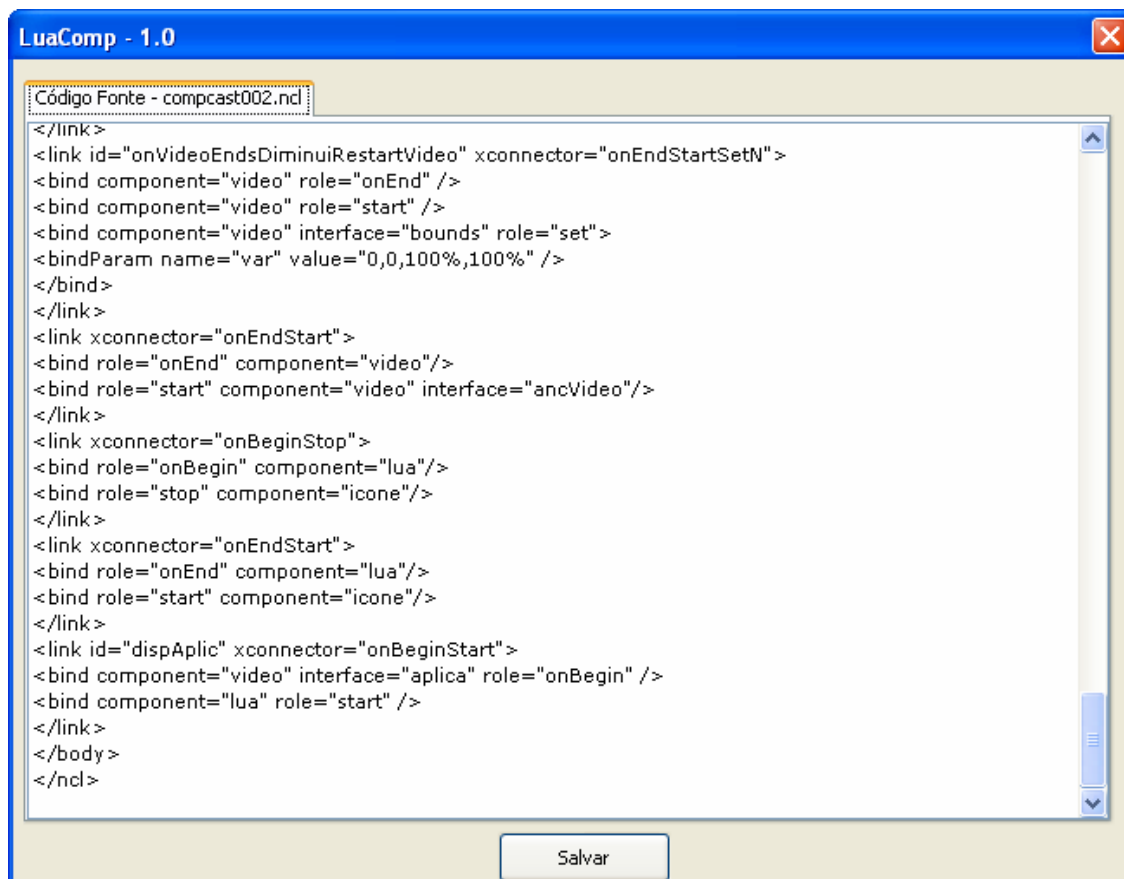 LuaComp - 1.0
Código Fonte - compcast002.ncl
</link>
<link id="onVideoEndsDiminuiRestartVideo" xconnector="onEndStartSetN">
<bind component="video" role="onEnd" />
<bind component="video" role="start" />
<bind component="video" interface="bounds" role="set">
<bindParam name="var" value="0,0,100%,100%" />
</bind>
</link>
<link xconnector="onEndStart">
<bind role="onEnd" component="video"/>
<bind role="start" component="video" interface="ancVideo"/>
</link>
<link xconnector="onBeginStop">
<bind role="onBegin" component="lua"/>
<bind role="stop" component="icone"/>
</link>
<link xconnector="onEndStart">
<bind role="onEnd" component="lua"/>
<bind role="start" component="icone"/>
</link>
<link id="dispAplic" xconnector="onBeginStart">
<bind component="video" interface="aplica" role="onBegin" />
<bind component="lua" role="start" />
</link>
</body>
</ncl>
Salvar